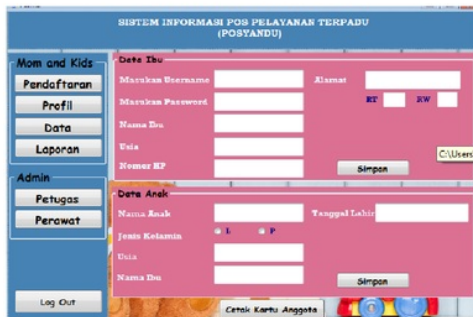 SISTEM INFORMASI POS PELAYANAN TERPADU
(POSYANDU)
Mom and Kids
Pendaftaran
Profil
Data
Laporan
Admin
Petugas
Perawat
Log Out
Data Ibu
Masukan Username
Masukan Password
Nama Ibu
Usia
Nomer HP
Alamat
RT RW
Simpan
C:\Users
Data Anak
Nama Anak
Jenis Kelamin
L P
Usia
Nama Ibu
Tanggal Lahir
Simpan
Cetak Kartu Anggota